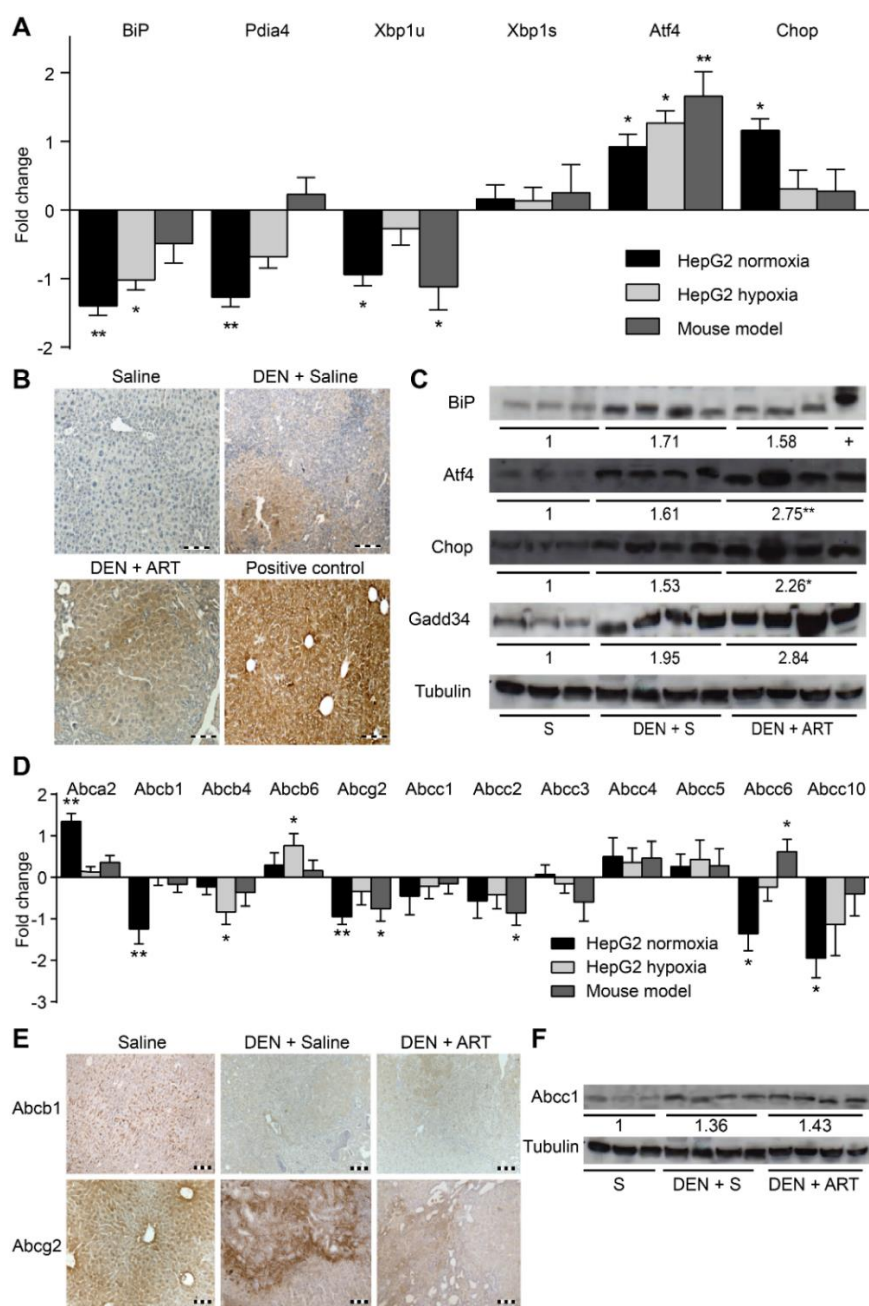 A
BiP Pdia4 Xbp1u Xbp1s Atf4 Chop
Fold change
2
1
0
-1
-2
** * ** * * * * ** *
HepG2 normoxia
HepG2 hypoxia
Mouse model
B
Saline DEN + Saline
DEN + ART Positive control
C
BiP
1 1.71 1.58 +
Atf4
1 1.61 2.75**
Chop
1 1.53 2.26*
Gadd34
1 1.95 2.84
Tubulin
S DEN + S DEN + ART
D
Abca2 Abcb1 Abcb4 Abcb6 Abcg2 Abcc1 Abcc2 Abcc3 Abcc4 Abcc5 Abcc6 Abcc10
Fold change
2
1
0
-1
-2
-3
** ** * * ** * * * * *
HepG2 normoxia
HepG2 hypoxia
Mouse model
E
Saline DEN + Saline DEN + ART
Abcb1
Abcg2
F
Abcc1
1 1.36 1.43
Tubulin
S DEN + S DEN + ART